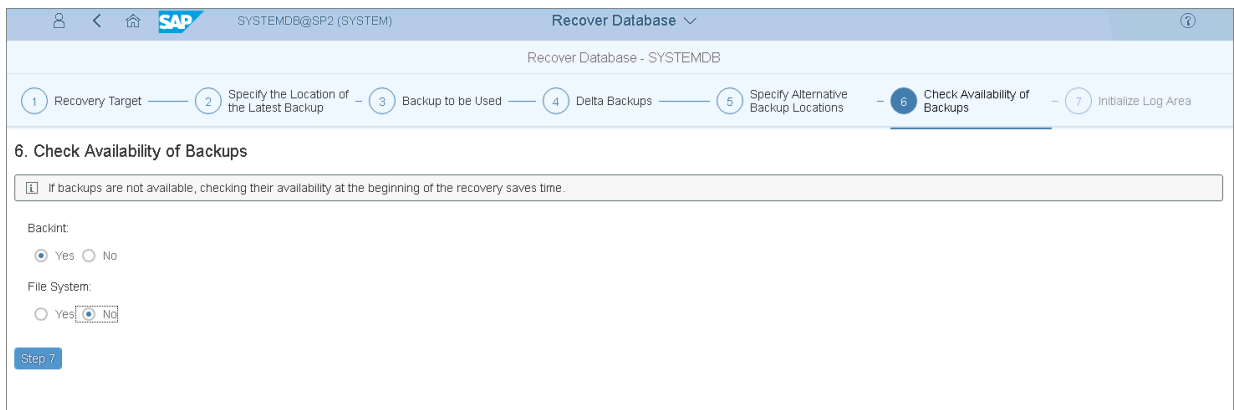 SAP SYSTEMDB@SP2 (SYSTEM) Recover Database
Recover Database - SYSTEMDB
1 Recovery Target
2 Specify the Location of
the Latest Backup
3 Backup to be Used
4 Delta Backups
5 Specify Alternative
Backup Locations
6 Check Availability of
Backups
7 Initialize Log Area
6. Check Availability of Backups
If backups are not available, checking their availability at the beginning of the recovery saves time.
Backint:
Yes No
File System:
Yes No
Step 7